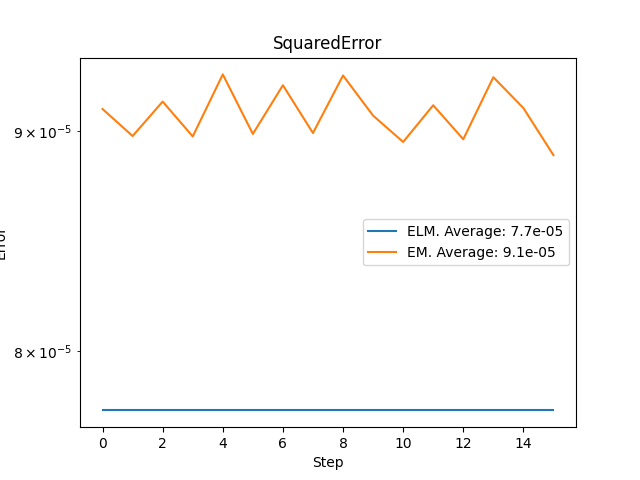 SquaredError
9 × 10⁻⁵
8 × 10⁻⁵
Error
ELM. Average: 7.7e-05
EM. Average: 9.1e-05
0 2 4 6 8 10 12 14
Step